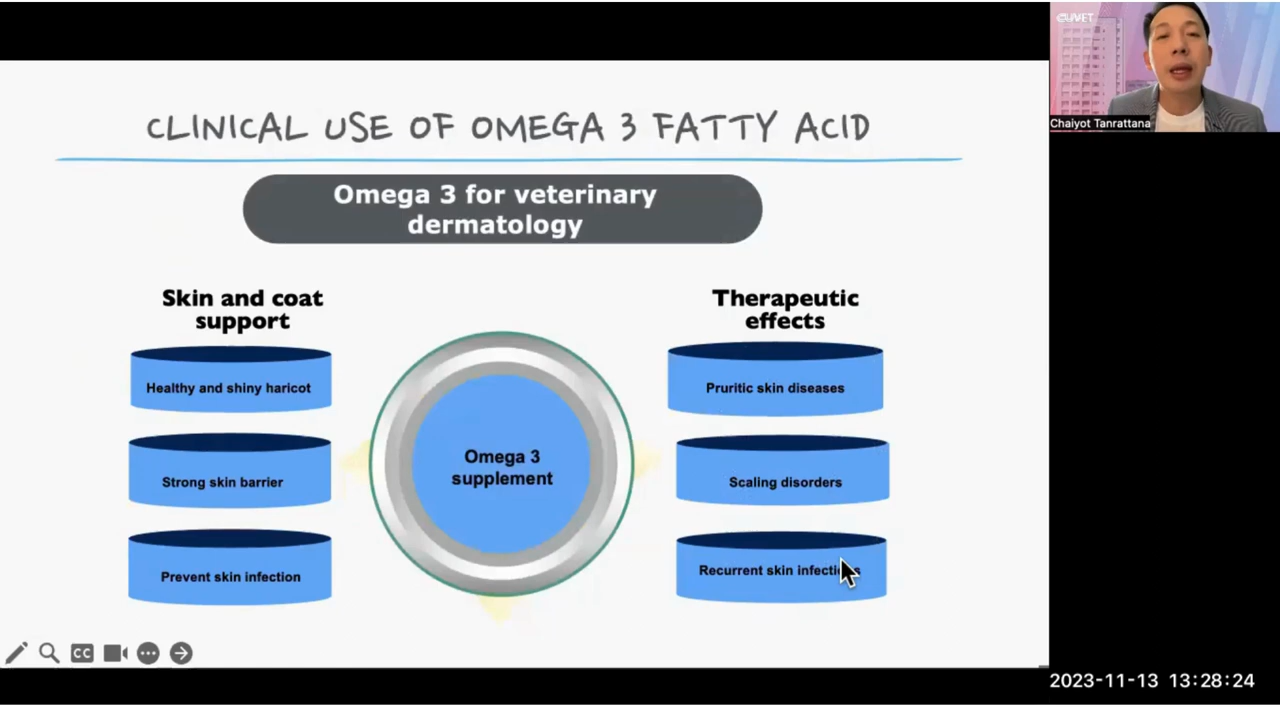 CUVET
Chaiyot Tanrattana
CLINICAL USE OF OMEGA 3 FATTY ACID
Omega 3 for veterinary
dermatology
Skin and coat
support
Healthy and shiny haricot
Strong skin barrier
Prevent skin infection
Omega 3
supplement
Therapeutic
effects
Pruritic skin diseases
Scaling disorders
Recurrent skin
CC
2023-11-13 13:28:24